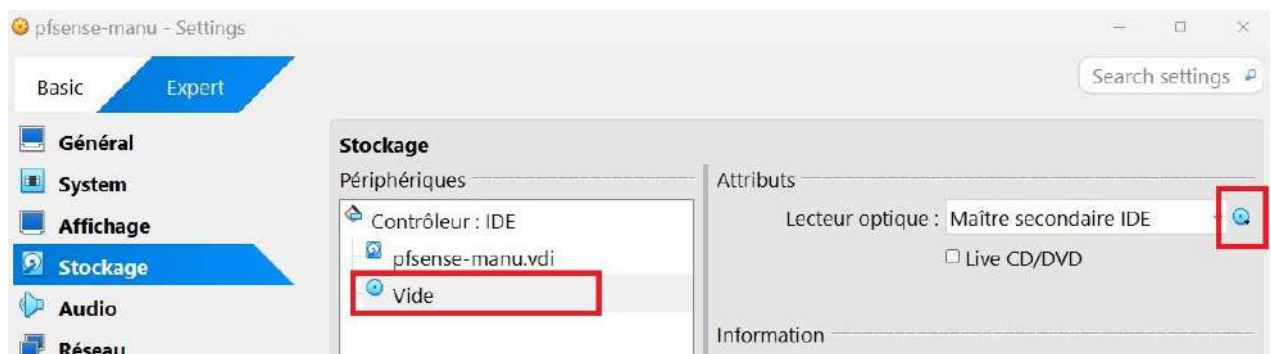 pfsense-manu - Settings
Basic
Expert
Search settings
Général
System
Affichage
Stockage
Audio
Réseau
Stockage
Périphériques
Contrôleur : IDE
pfsense-manu.vdi
Vide
Attributs
Lecteur optique : Maître secondaire IDE
Live CD/DVD
Information